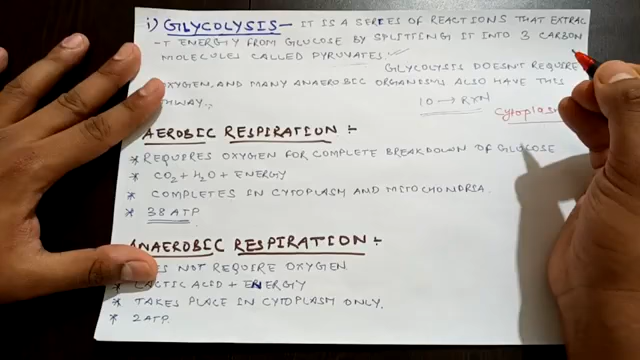 i) GLYCOLYSIS- IT IS A SERIES OF REACTIONS THAT EXTRAC
-T ENERGY FROM GLUCOSE BY SPLITTING IT INTO 3 CARBON
MOLECULES CALLED PYRUVATES.
GLYCOLYSIS DOESN'T REQUIRE
OXYGEN, AND MANY ANAEROBIC ORGANISMS ALSO HAVE THIS
10 → RXN
Cytoplasm
AEROBIC RESPIRATION:-
* REQUIRES OXYGEN FOR COMPLETE BREAKDOWN OF GLUCOSE
* CO2 + H2O + ENERGY
* COMPLETES IN CYTOPLASM AND MITOCHONDRIA.
* 38 ATP
ANAEROBIC RESPIRATION:-
NOT REQUIRE OXYGEN
LACTIC ACID + ENERGY
* TAKES PLACE IN CYTOPLASM ONLY.
* 2 ATP.